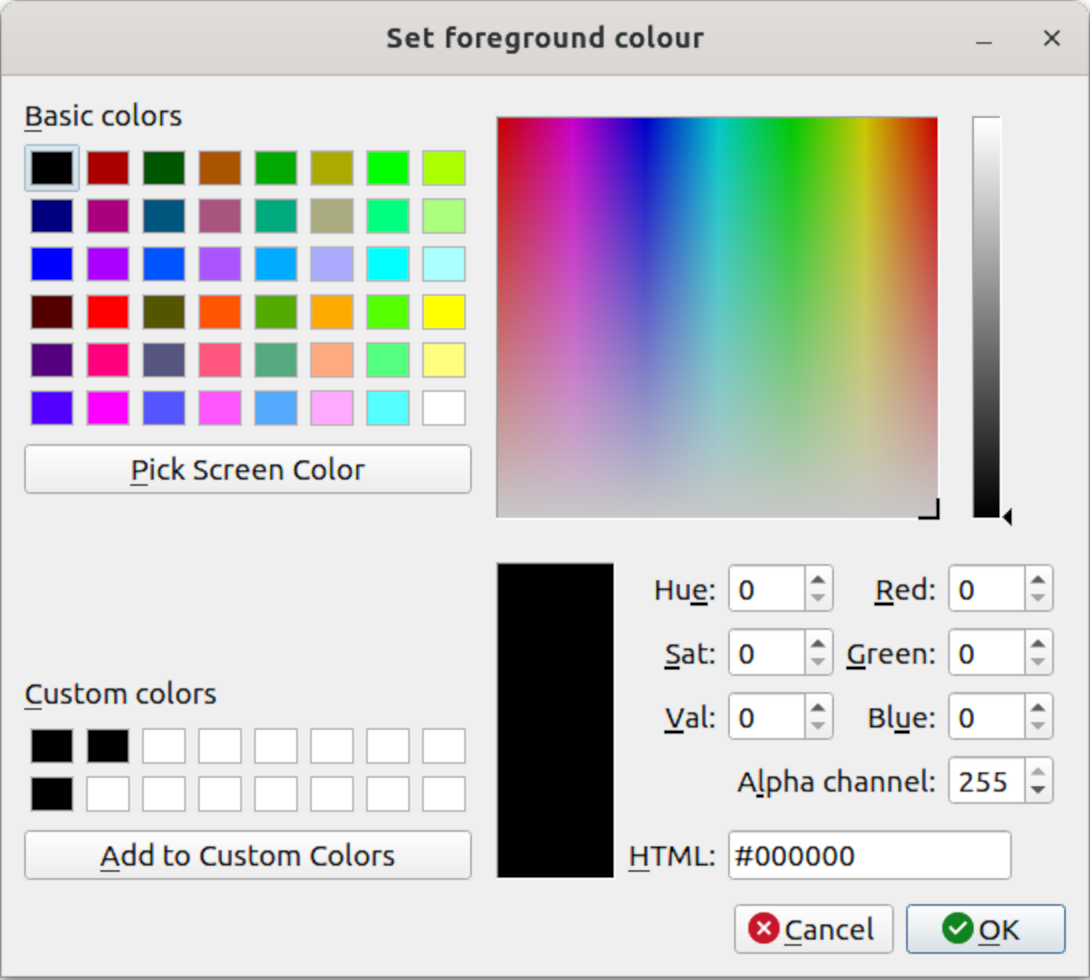 Set foreground colour
Basic colors
Pick Screen Color
Custom colors
Add to Custom Colors
Hue: 0 Red: 0
Sat: 0 Green: 0
Val: 0 Blue: 0
Alpha channel: 255
HTML: #000000
Cancel OK